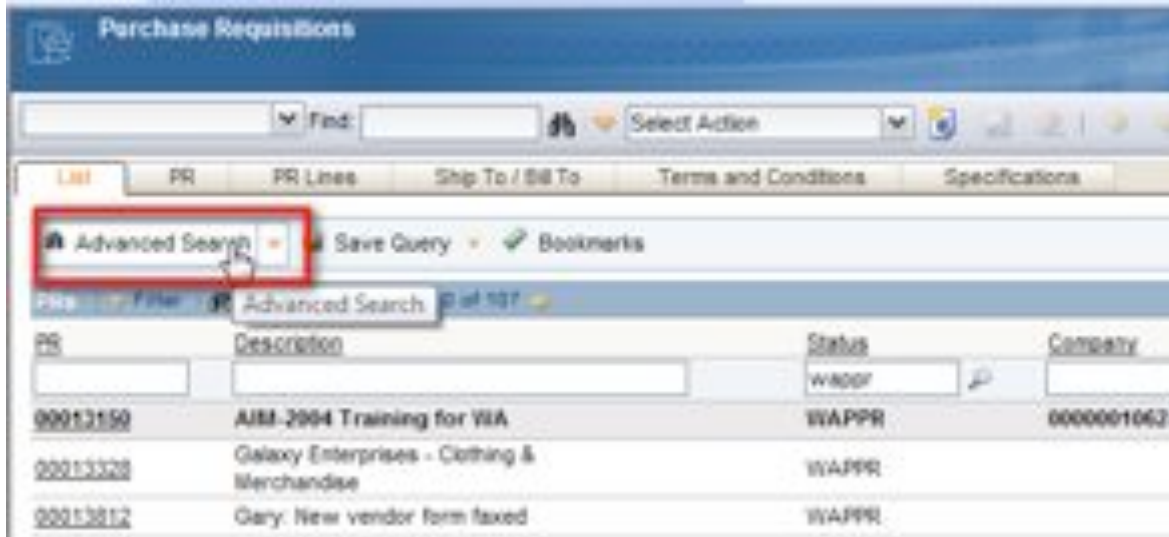 Purchase Requisitions
Find: Select Action
List PR PR Lines Ship To / Bill To Terms and Conditions Specifications
Advanced Search Save Query Bookmarks
PRs Filter Advanced Search of 107
PR Description Status Company
wappr
00013150 AIM-2004 Training for WA WAPPR 0000001062
00013328 Galaxy Enterprises - Clothing & WAPPR
Merchandise
00013812 Gary: New vendor form faxed WAPPR